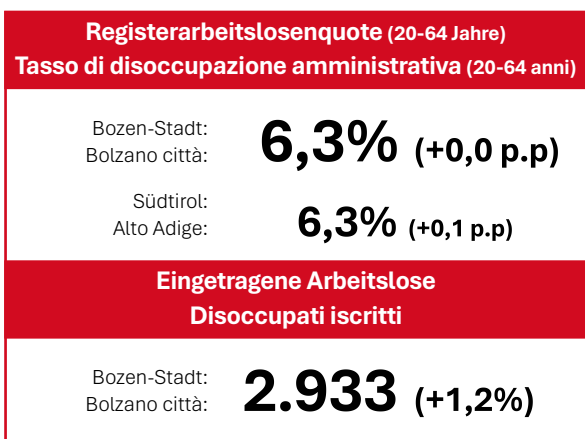 Registerarbeitslosenquote (20-64 Jahre)
Tasso di disoccupazione amministrativa (20-64 anni)
Bozen-Stadt:
Bolzano città:
6,3% (+0,0 p.p)
Südtirol:
Alto Adige:
6,3% (+0,1 p.p)
Eingetragene Arbeitslose
Disoccupati iscritti
Bozen-Stadt:
Bolzano città:
2.933 (+1,2%)